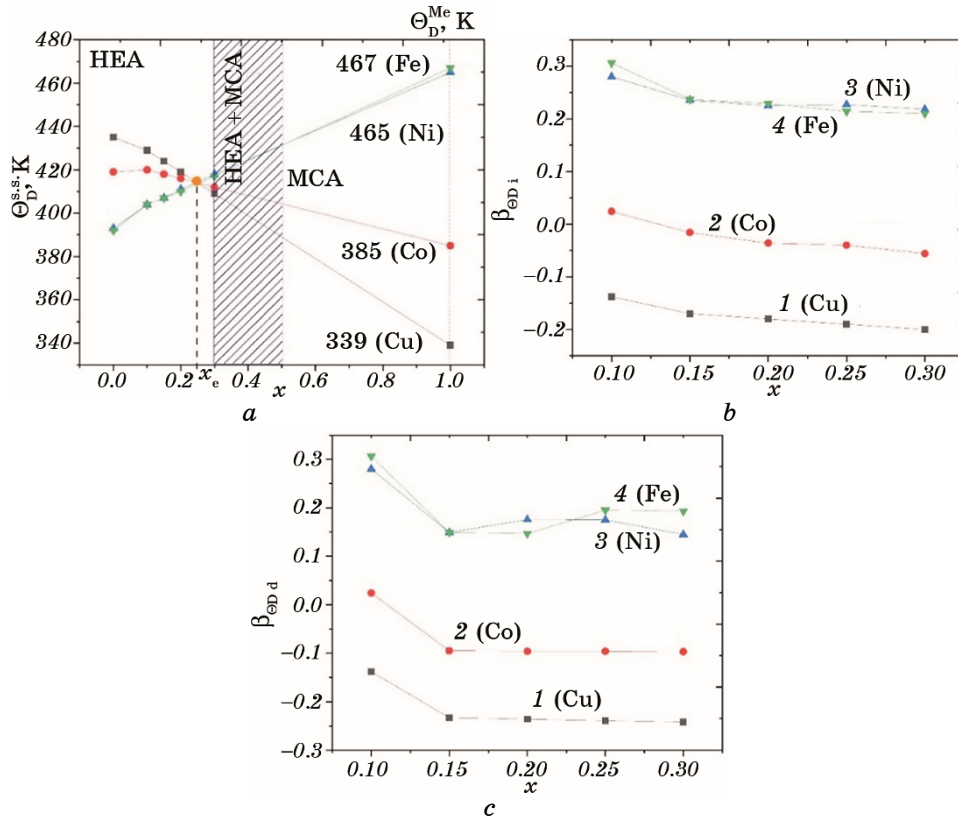 Θ_D^Me, K
480
460
440
420
400
380
360
340
Θ_D^s.s., K
HEA
HEA + MCA
MCA
467 (Fe)
465 (Ni)
385 (Co)
339 (Cu)
0.0 0.2 x_e 0.4 0.6 0.8 1.0
x
a
0.3
0.2
0.1
0.0
−0.1
−0.2
β_ΘD i
3 (Ni)
4 (Fe)
2 (Co)
1 (Cu)
0.10 0.15 0.20 0.25 0.30
x
b
0.3
0.2
0.1
0.0
−0.1
−0.2
−0.3
β_ΘD d
4 (Fe)
3 (Ni)
2 (Co)
1 (Cu)
0.10 0.15 0.20 0.25 0.30
x
c